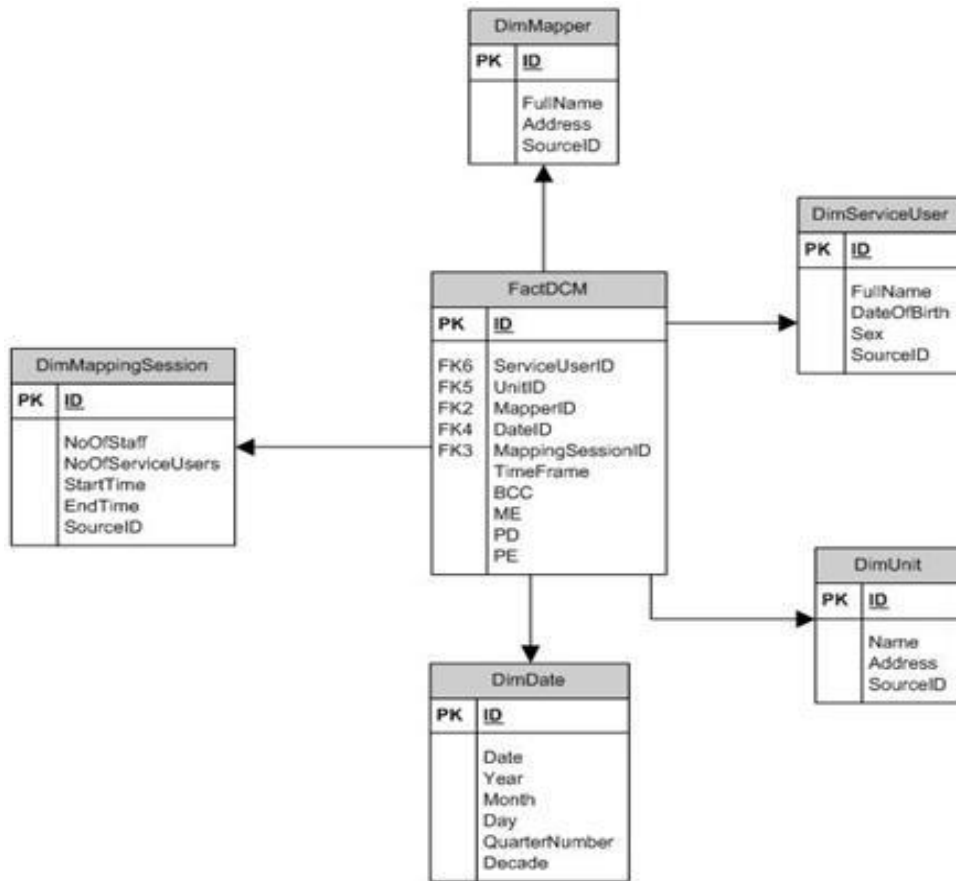 DimMapper
PK ID
FullName
Address
SourceID
DimServiceUser
PK ID
FullName
DateOfBirth
Sex
SourceID
FactDCM
PK ID
FK6 ServiceUserID
FK5 UnitID
FK2 MapperID
FK4 DateID
FK3 MappingSessionID
TimeFrame
BCC
ME
PD
PE
DimMappingSession
PK ID
NoOfStaff
NoOfServiceUsers
StartTime
EndTime
SourceID
DimUnit
PK ID
Name
Address
SourceID
DimDate
PK ID
Date
Year
Month
Day
QuarterNumber
Decade